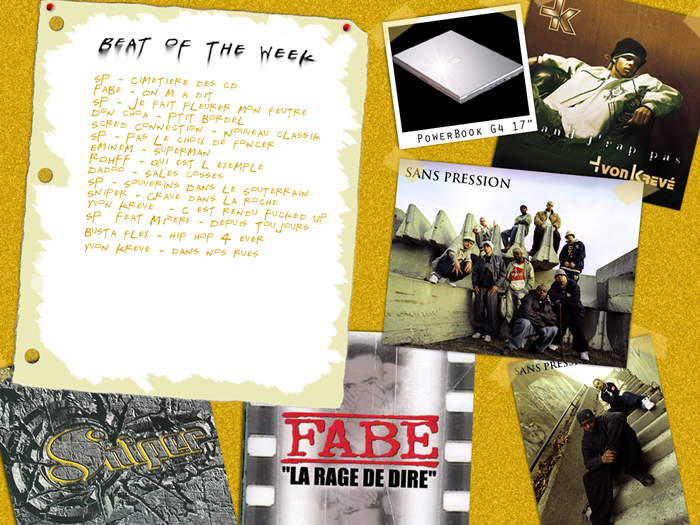 BEAT OF THE WEEK
SP - CIMETIERE DES CD
FABE - ON M A DIT
SP - JE FAIT PLEURER MON FEUTRE
DON CHOA - PTIT BORDEL
SCRED CONNECTION - NOUVEAU CLASSIK
SP - PAS LE CHOIX DE FONCER
EMINEM - SUPERMAN
ROHFF - QUI EST L EXEMPLE
DADOO - SALES GOSSES
SP - SOUVERINS DANS LE SOUTERRAIN
SNIPER - GRAVE DANS LA ROCHE
YVON KREVE - C EST RENDU FUCKED UP
SP FEAT MIZERY - DEPUIS TOUJOURS
BUSTA FLEX - HIP HOP 4 EVER
YVON KREVE - DANS NOS RUES
POWERBOOK G4 17"
K
rap pas
yvon KREVÉ
SANS PRESSION
SANS PRESSION
Sniper
FABE
"LA RAGE DE DIRE"